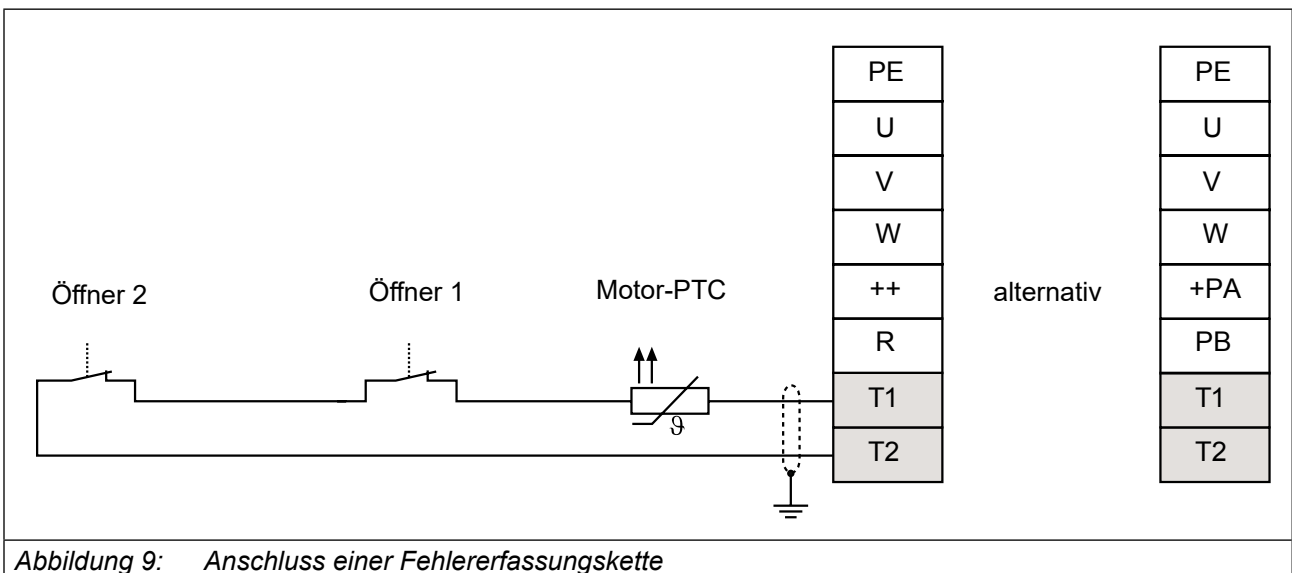 PE PE
U U
V V
W W
Öffner 2 Öffner 1 Motor-PTC ++ alternativ +PA
R PB
T1 T1
ϑ
T2 T2
Abbildung 9: Anschluss einer Fehlererfassungskette